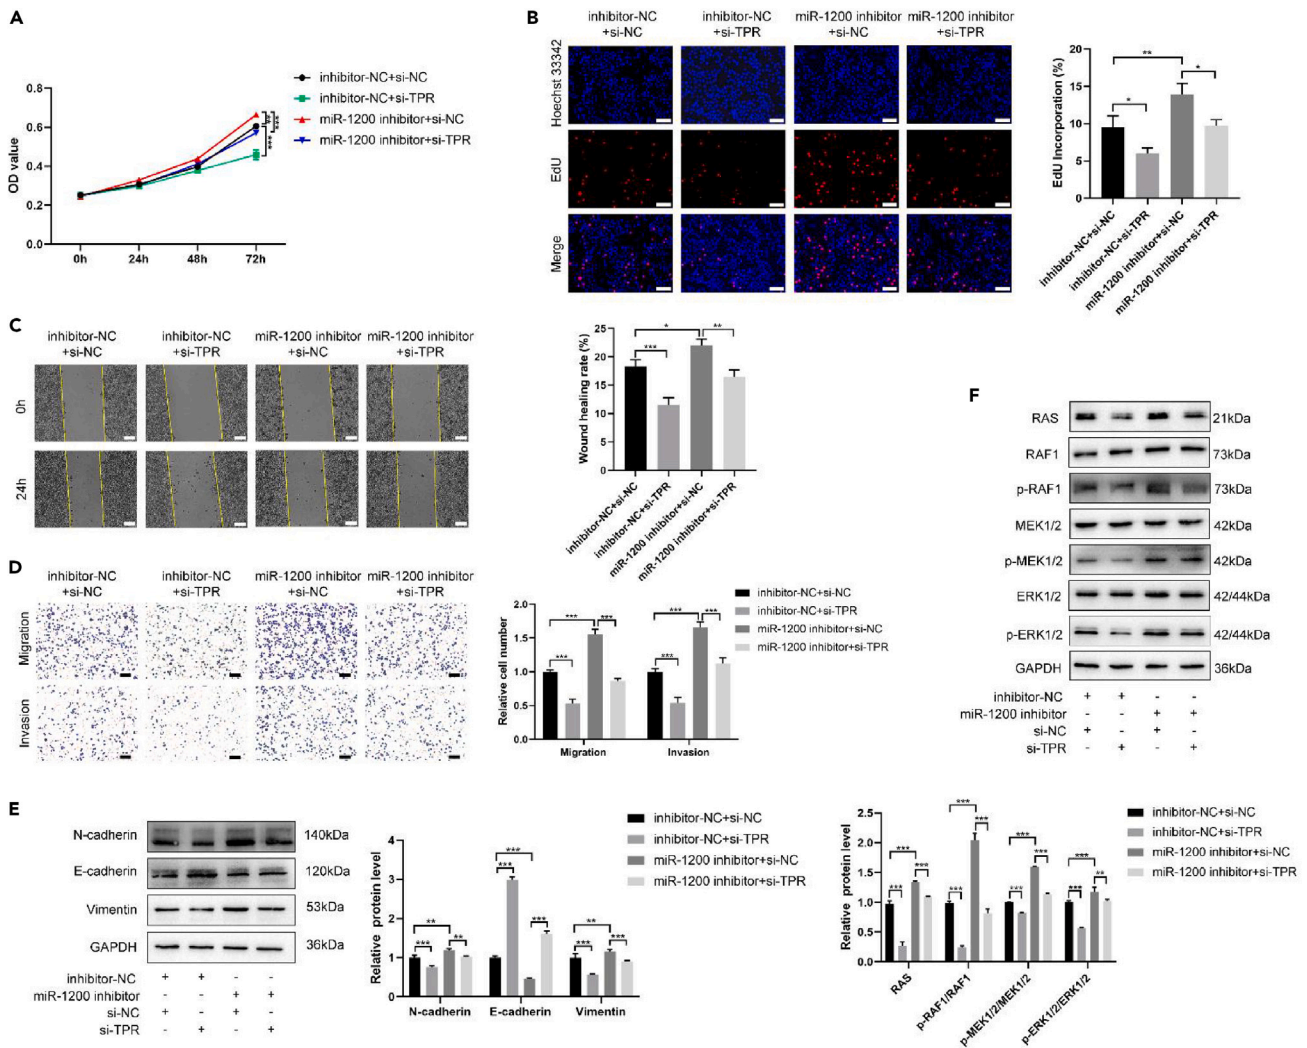 A
OD value
0.8
0.6
0.4
0.2
0.0
0h
24h
48h
72h
inhibitor-NC+si-NC
inhibitor-NC+si-TPR
miR-1200 inhibitor+si-NC
miR-1200 inhibitor+si-TPR
**
***
***
B
inhibitor-NC
+si-NC
inhibitor-NC
+si-TPR
miR-1200 inhibitor
+si-NC
miR-1200 inhibitor
+si-TPR
Hoechst 33342
EdU
Merge
EdU Incorporation (%)
20
15
10
5
0
**
*
*
inhibitor-NC+si-NC
inhibitor-NC+si-TPR
miR-1200 inhibitor+si-NC
miR-1200 inhibitor+si-TPR
C
inhibitor-NC
+si-NC
inhibitor-NC
+si-TPR
miR-1200 inhibitor
+si-NC
miR-1200 inhibitor
+si-TPR
0h
24h
Wound healing rate (%)
25
20
15
10
5
0
*
***
**
inhibitor-NC+si-NC
inhibitor-NC+si-TPR
miR-1200 inhibitor+si-NC
miR-1200 inhibitor+si-TPR
D
inhibitor-NC
+si-NC
inhibitor-NC
+si-TPR
miR-1200 inhibitor
+si-NC
miR-1200 inhibitor
+si-TPR
Migration
Invasion
Relative cell number
2.0
1.5
1.0
0.5
0.0
*** *** ***
*** *** ***
Migration
Invasion
inhibitor-NC+si-NC
inhibitor-NC+si-TPR
miR-1200 inhibitor+si-NC
miR-1200 inhibitor+si-TPR
E
N-cadherin 140kDa
E-cadherin 120kDa
Vimentin 53kDa
GAPDH 36kDa
inhibitor-NC + + - -
miR-1200 inhibitor - - + +
si-NC + - + -
si-TPR - + - +
Relative protein level
4
3
2
1
0
** *** **
*** *** ***
** *** ***
N-cadherin
E-cadherin
Vimentin
inhibitor-NC+si-NC
inhibitor-NC+si-TPR
miR-1200 inhibitor+si-NC
miR-1200 inhibitor+si-TPR
F
RAS 21kDa
RAF1 73kDa
p-RAF1 73kDa
MEK1/2 42kDa
p-MEK1/2 42kDa
ERK1/2 42/44kDa
p-ERK1/2 42/44kDa
GAPDH 36kDa
inhibitor-NC + + - -
miR-1200 inhibitor - - + +
si-NC + - + -
si-TPR - + - +
Relative protein level
2.5
2.0
1.5
1.0
0.5
0.0
*** *** ***
*** *** ***
*** *** ***
*** *** **
RAS
p-RAF1/RAF1
p-MEK1/2/MEK1/2
p-ERK1/2/ERK1/2
inhibitor-NC+si-NC
inhibitor-NC+si-TPR
miR-1200 inhibitor+si-NC
miR-1200 inhibitor+si-TPR